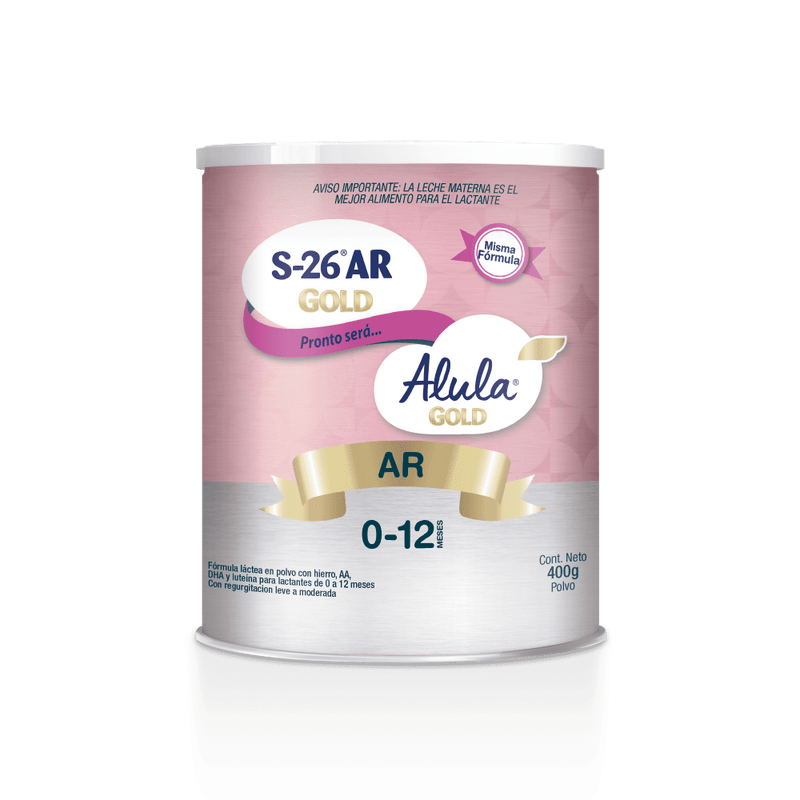 AVISO IMPORTANTE: LA LECHE MATERNA ES EL
MEJOR ALIMENTO PARA EL LACTANTE
S-26® AR
GOLD
Misma
Fórmula
Pronto será...
Alula®
GOLD
AR
0-12 MESES
Fórmula láctea en polvo con hierro, AA,
DHA y luteína para lactantes de 0 a 12 meses
Con regurgitacion leve a moderada
Cont. Neto
400g
Polvo